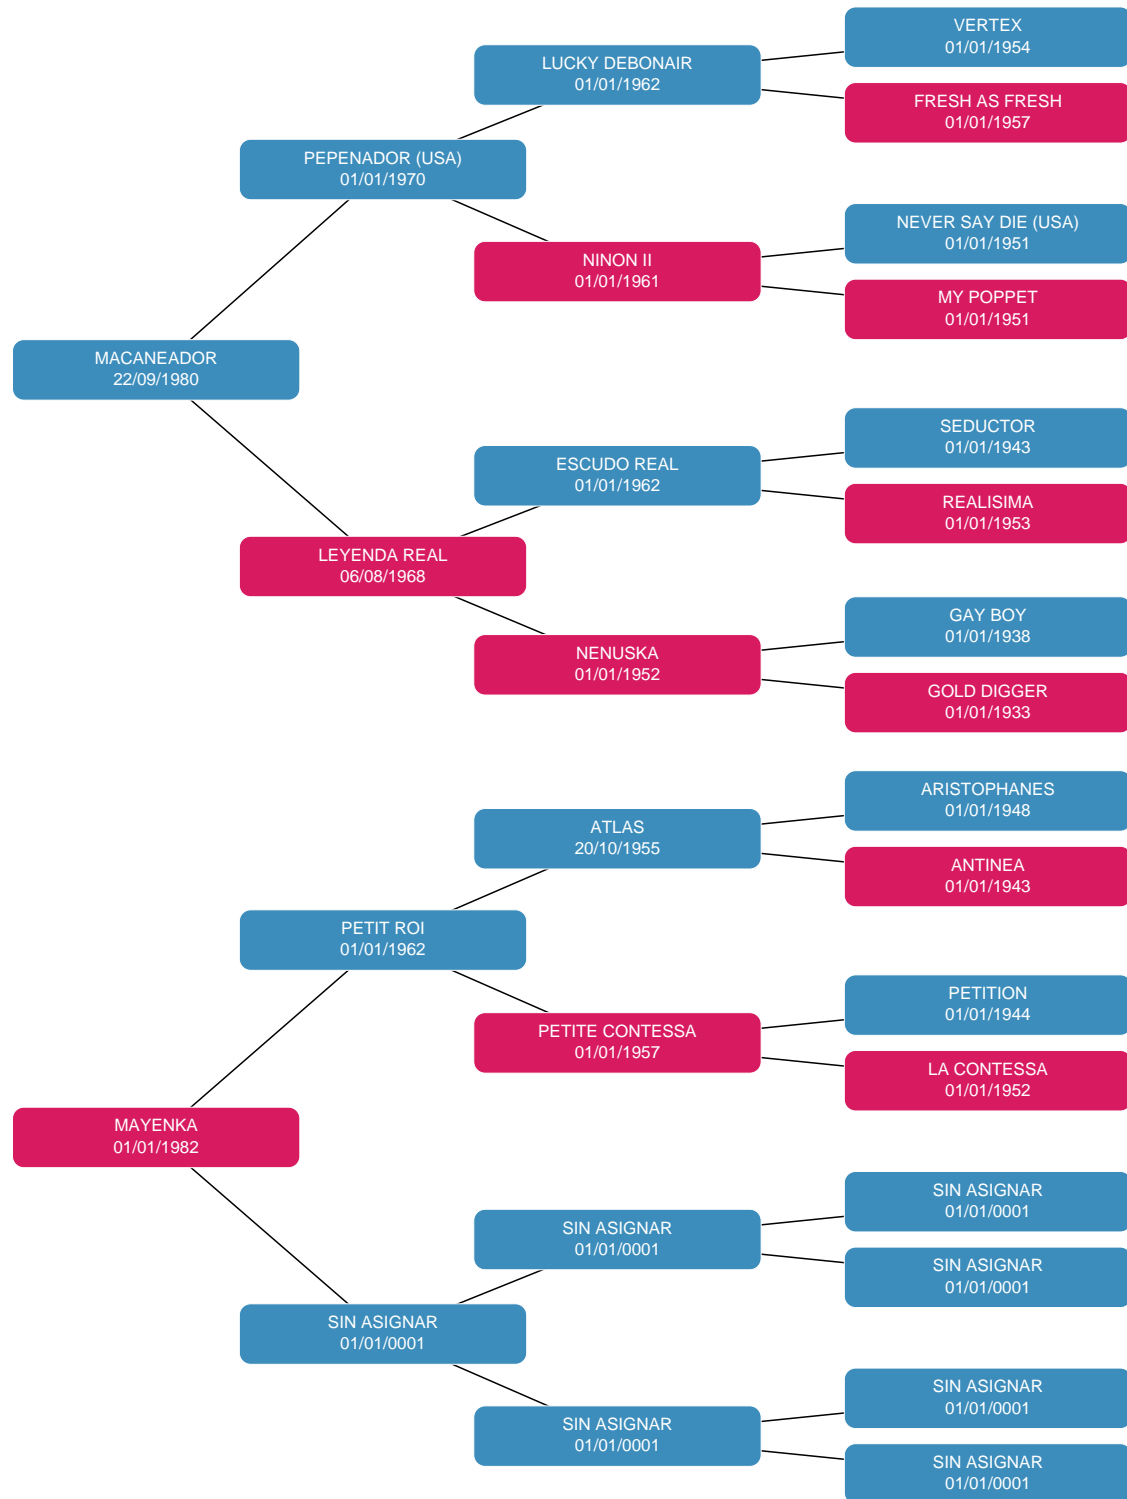 VERTEX
01/01/1954
LUCKY DEBONAIR
01/01/1962
FRESH AS FRESH
01/01/1957
PEPENADOR (USA)
01/01/1970
NEVER SAY DIE (USA)
01/01/1951
NINON II
01/01/1961
MY POPPET
01/01/1951
MACANEADOR
22/09/1980
SEDUCTOR
01/01/1943
ESCUDO REAL
01/01/1962
REALISIMA
01/01/1953
LEYENDA REAL
06/08/1968
GAY BOY
01/01/1938
NENUSKA
01/01/1952
GOLD DIGGER
01/01/1933
ARISTOPHANES
01/01/1948
ATLAS
20/10/1955
ANTINEA
01/01/1943
PETIT ROI
01/01/1962
PETITION
01/01/1944
PETITE CONTESSA
01/01/1957
LA CONTESSA
01/01/1952
MAYENKA
01/01/1982
SIN ASIGNAR
01/01/0001
SIN ASIGNAR
01/01/0001
SIN ASIGNAR
01/01/0001
SIN ASIGNAR
01/01/0001
SIN ASIGNAR
01/01/0001
SIN ASIGNAR
01/01/0001
SIN ASIGNAR
01/01/0001